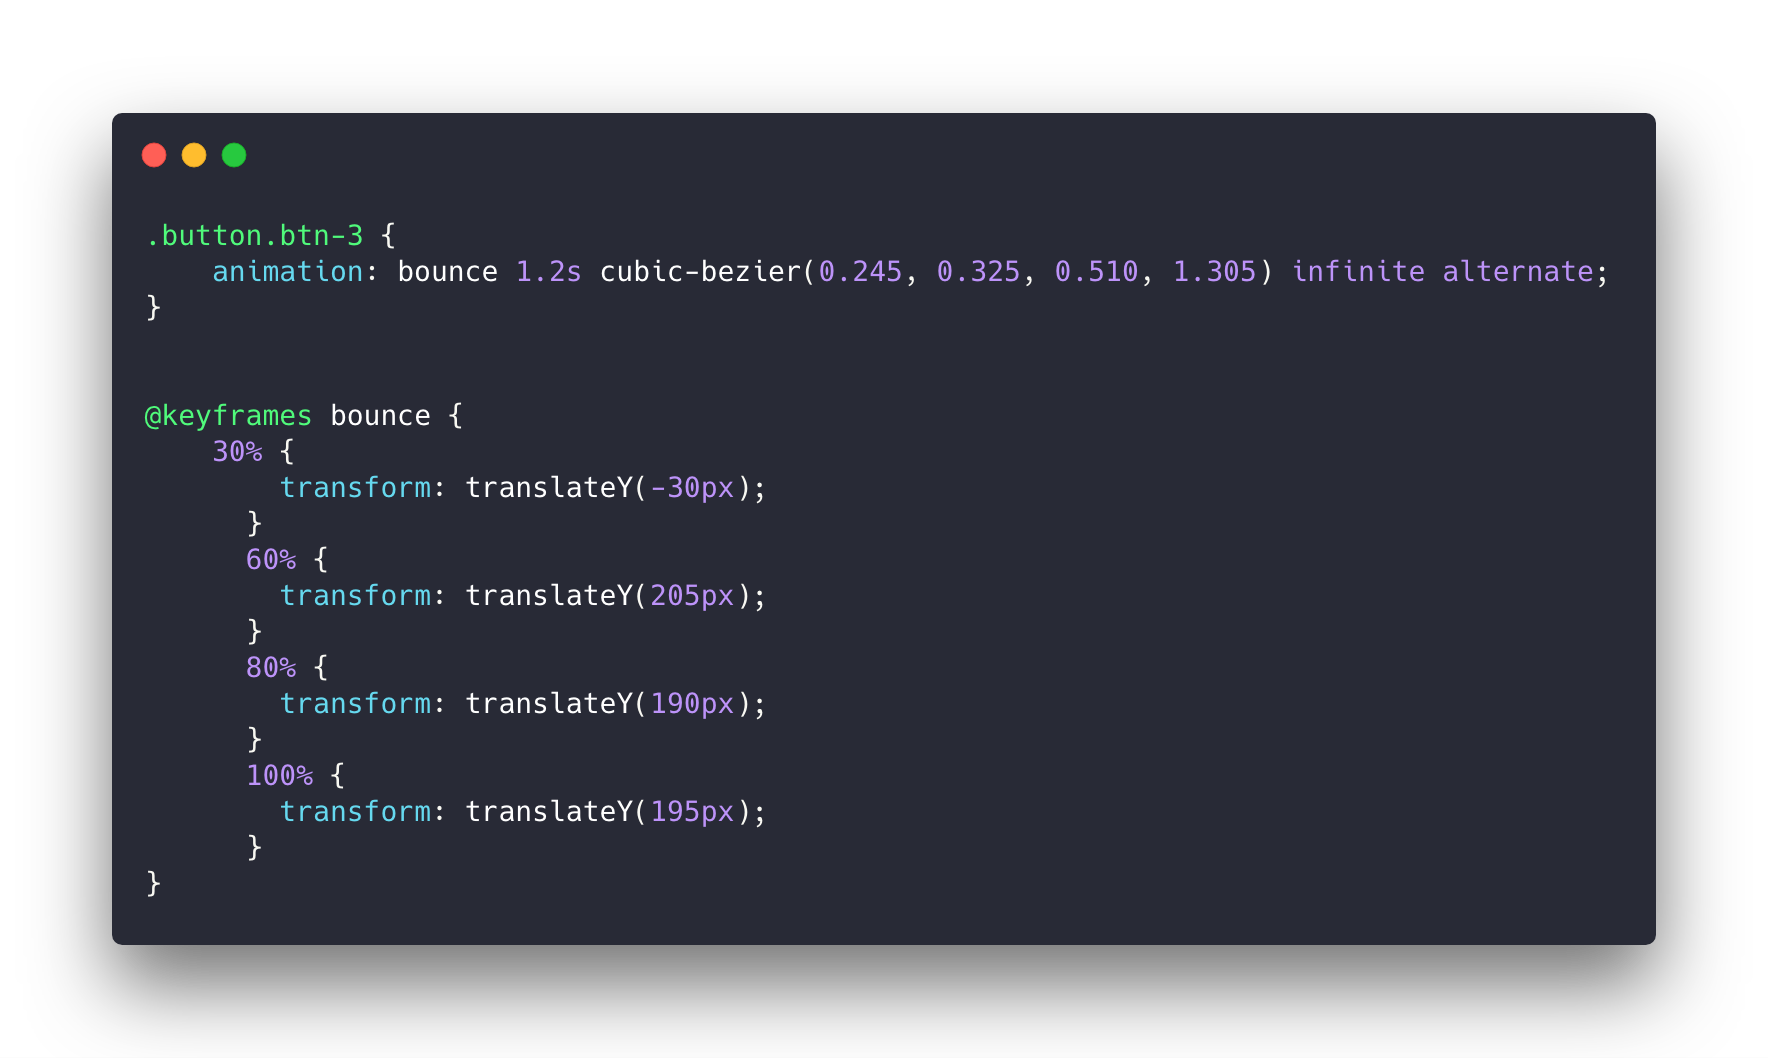 .button.btn-3 {
    animation: bounce 1.2s cubic-bezier(0.245, 0.325, 0.510, 1.305) infinite alternate;
}
@keyframes bounce {
    30% {
        transform: translateY(-30px);
      }
      60% {
        transform: translateY(205px);
      }
      80% {
        transform: translateY(190px);
      }
      100% {
        transform: translateY(195px);
      }
}